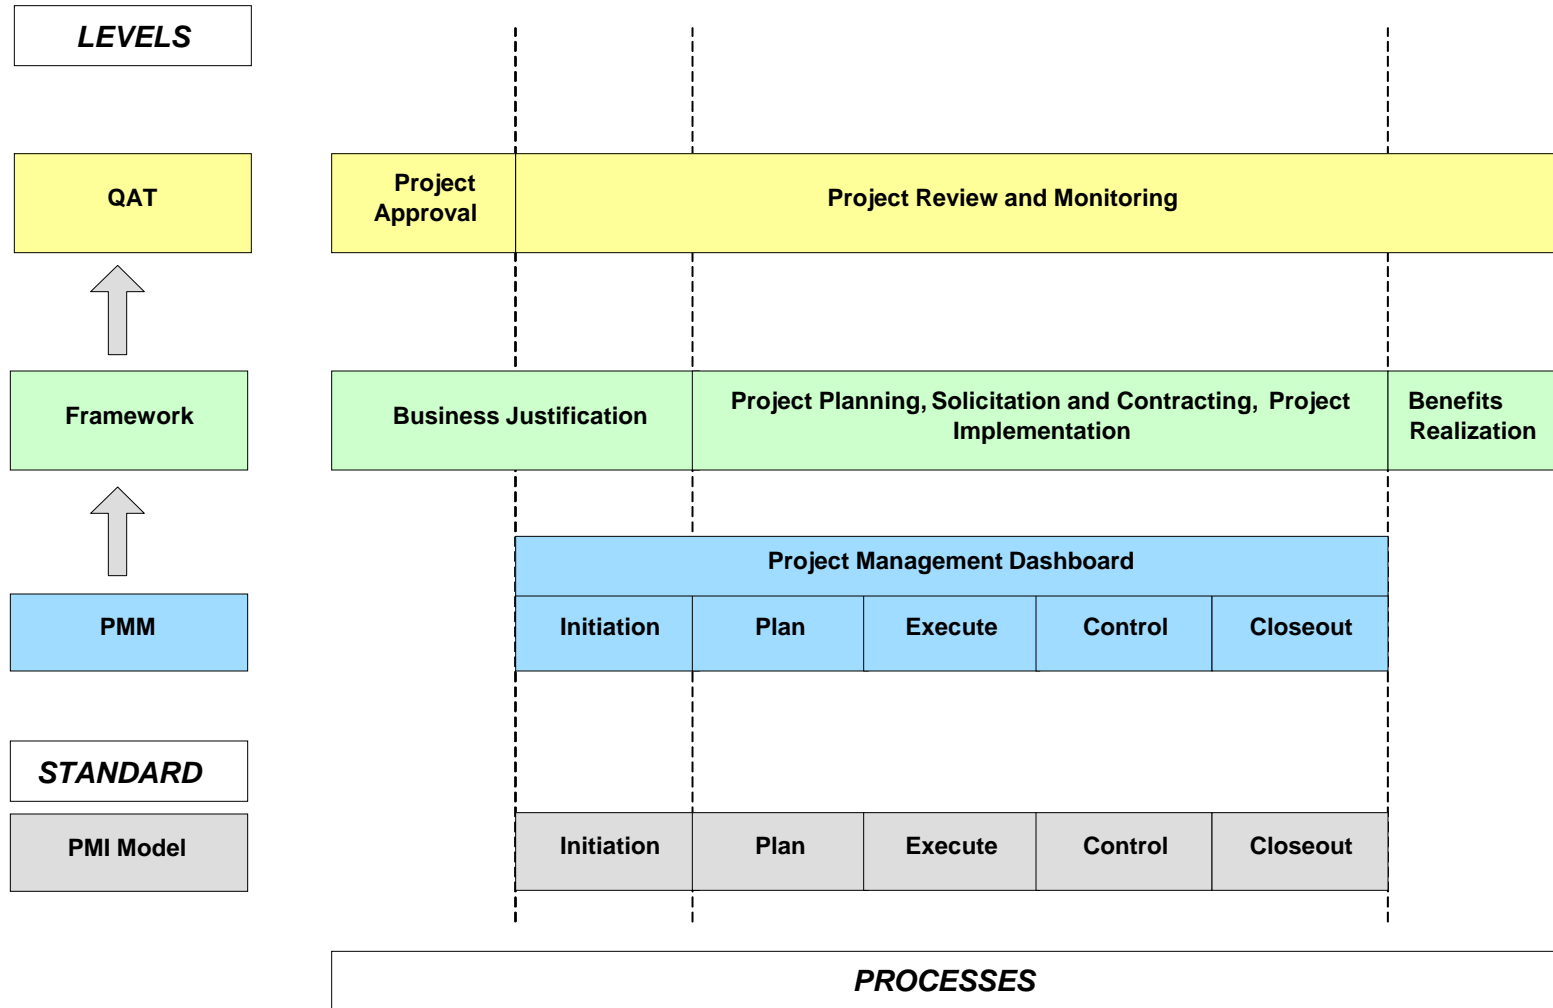 LEVELS
QAT
Project
Approval
Project Review and Monitoring
Framework
Business Justification
Project Planning, Solicitation and Contracting, Project
Implementation
Benefits
Realization
Project Management Dashboard
PMM
Initiation
Plan
Execute
Control
Closeout
STANDARD
PMI Model
Initiation
Plan
Execute
Control
Closeout
PROCESSES